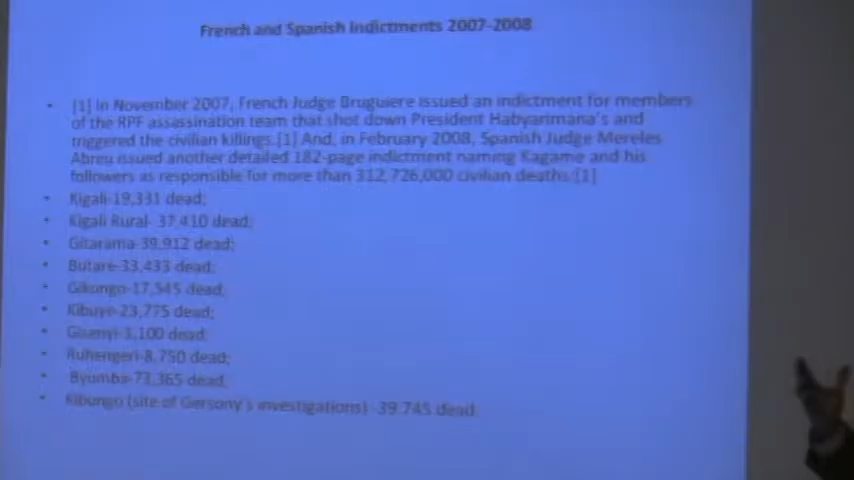 French and Spanish Indictments 2007-2008
• [1] In November 2007, French Judge Bruguiere issued an indictment for members
of the RPF assassination team that shot down President Habyarimana's and
triggered the civilian killings.[1] And, in February 2008, Spanish Judge Mereles
Abreu issued another detailed 182-page indictment naming Kagame and his
followers as responsible for more than 312,726,000 civilian deaths:[1]
• Kigali-19,331 dead;
• Kigali Rural- 37,410 dead;
• Gitarama-39,912 dead;
• Butare-33,433 dead;
• Gikongo-17,545 dead;
• Kibuye-23,775 dead;
• Gisenyi-3,100 dead;
• Ruhengeri-8,750 dead;
• Byumba-73,365 dead;
• Kibungo (site of Gersony's investigations) -39,745 dead.